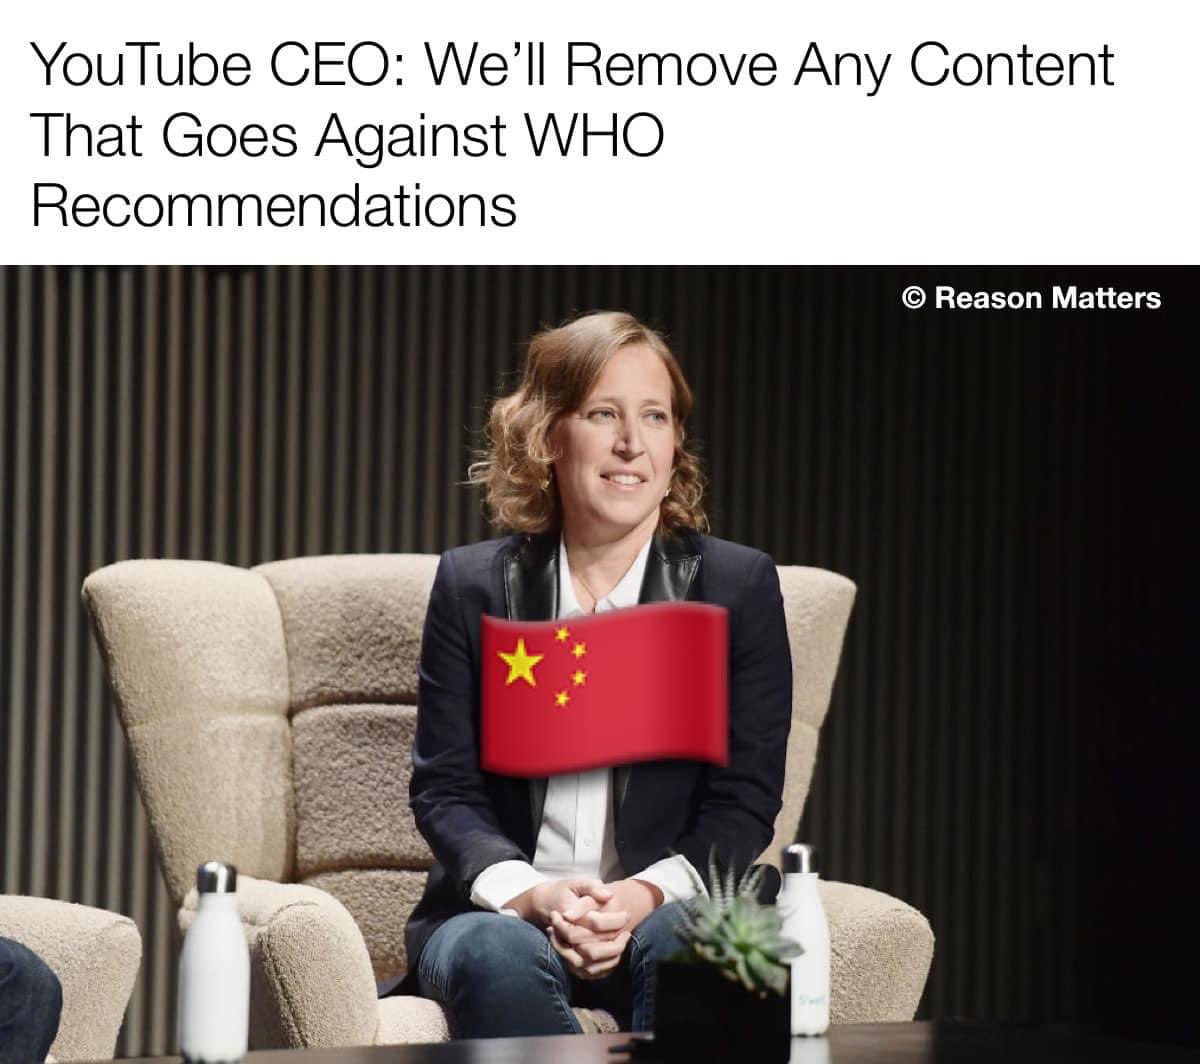 YouTube CEO: We’ll Remove Any Content
That Goes Against WHO
Recommendations
© Reason Matters